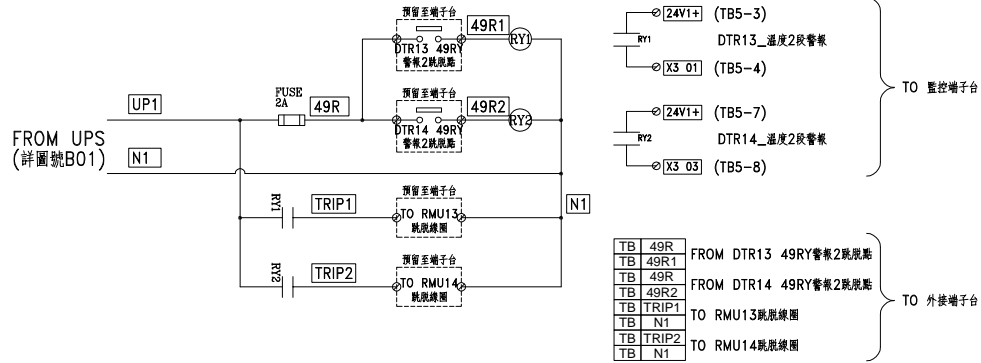 預留至端子台
49R1
RY1
DTR13 49RY
警報2跳脫點
FUSE
2A
49R
UP1
預留至端子台
49R2
RY2
DTR14 49RY
警報2跳脫點
FROM UPS
(詳圖號B01)
N1
預留至端子台
RY1
TRIP1
TO RMU13
跳脫線圈
N1
預留至端子台
RY2
TRIP2
TO RMU14
跳脫線圈
24V1+ (TB5-3)
RY1
DTR13_溫度2段警報
X3 01 (TB5-4)
24V1+ (TB5-7)
RY2
DTR14_溫度2段警報
X3 03 (TB5-8)
TO 監控端子台
TB 49R
TB 49R1
FROM DTR13 49RY警報2跳脫點
TB 49R
TB 49R2
FROM DTR14 49RY警報2跳脫點
TB TRIP1
TB N1
TO RMU13跳脫線圈
TB TRIP2
TB N1
TO RMU14跳脫線圈
TO 外接端子台